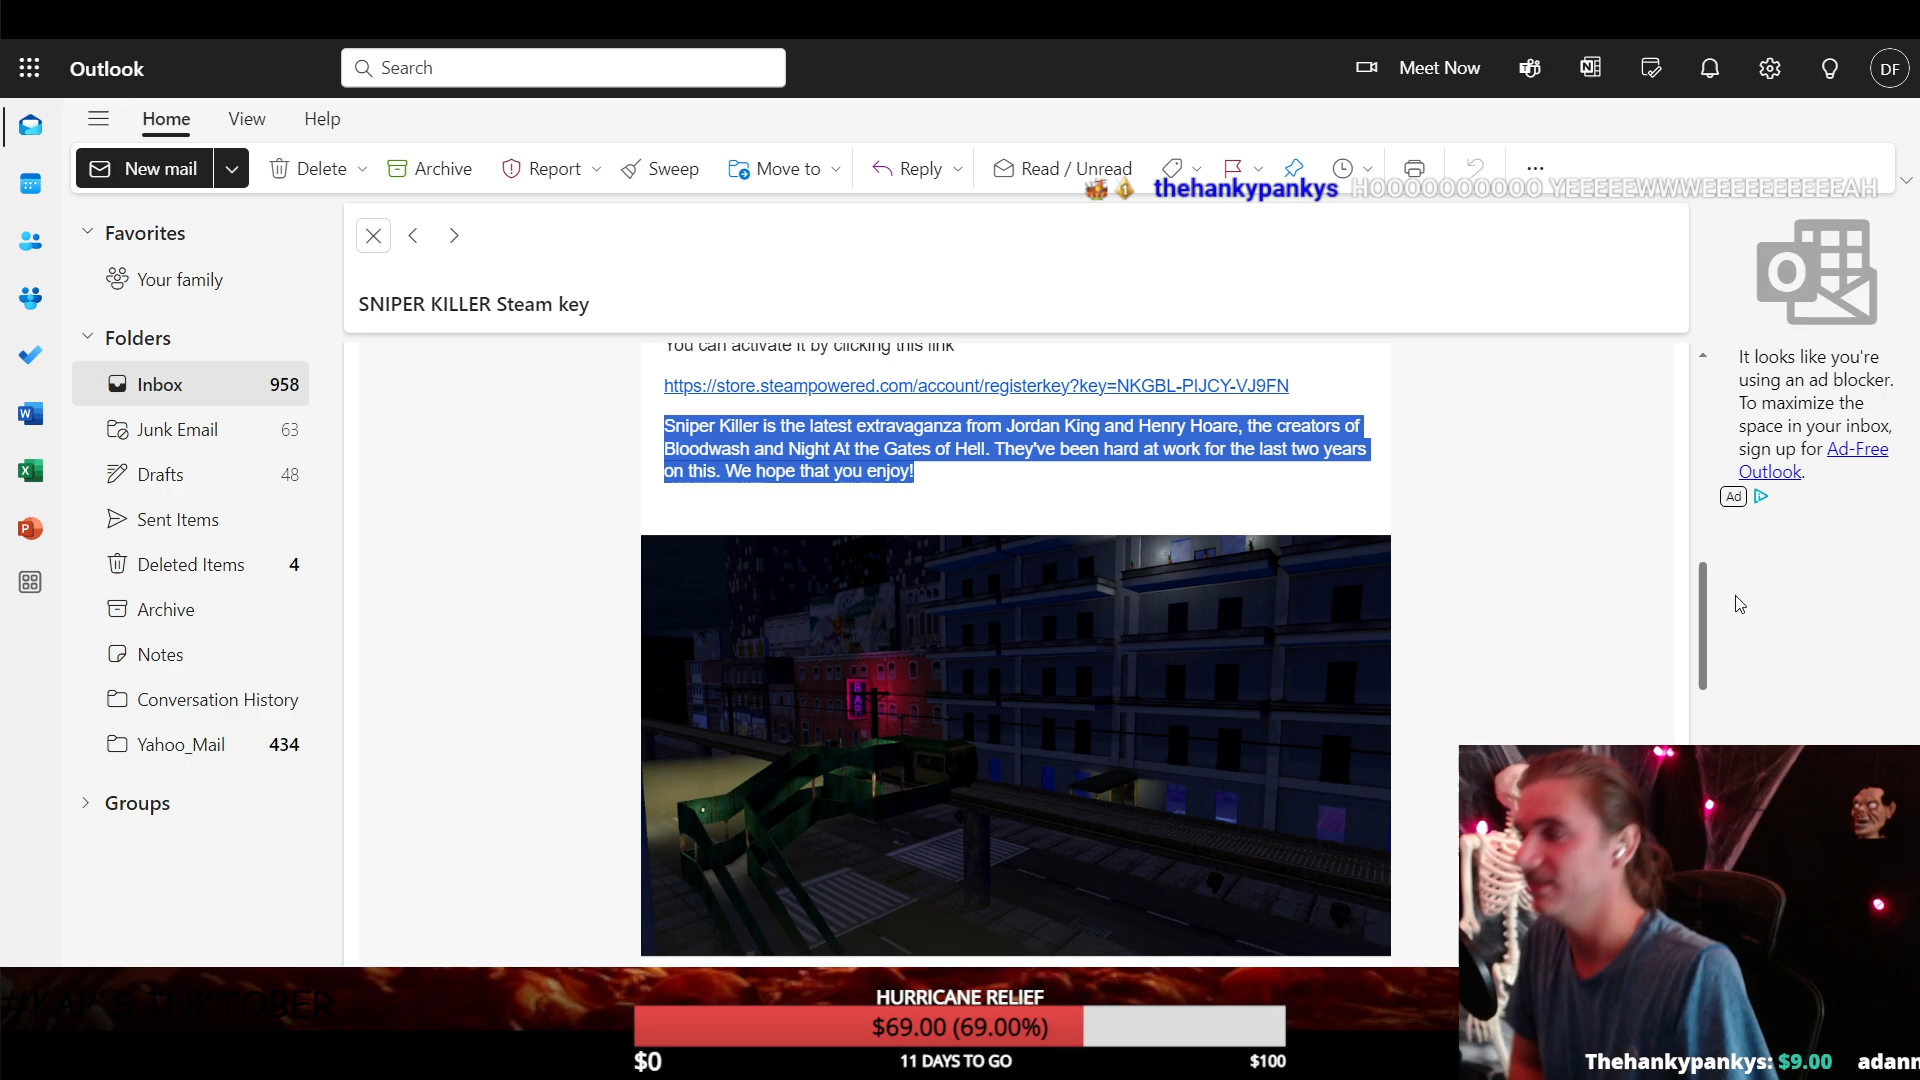 Outlook
Search
Meet Now
DF
Home
View
Help
New mail
Delete
Archive
Report
Sweep
Move to
Reply
Read / Unread
thehankypankys HOOOOOOOOOO YEEEEEWWWEEEEEEEEEEAH
Favorites
Your family
SNIPER KILLER Steam key
Folders
Inbox 958
Junk Email 63
Drafts 48
Sent Items
Deleted Items 4
Archive
Notes
Conversation History
Yahoo_Mail 434
Groups
You can activate it by clicking this link
https://store.steampowered.com/account/registerkey?key=NKGBL-PIJCY-VJ9FN
Sniper Killer is the latest extravaganza from Jordan King and Henry Hoare, the creators of
Bloodwash and Night At the Gates of Hell. They've been hard at work for the last two years
on this. We hope that you enjoy!
BAR
It looks like you're
using an ad blocker.
To maximize the
space in your inbox,
sign up for Ad-Free
Outlook.
Ad
#KAP'S INKTOBER
HURRICANE RELIEF
$69.00 (69.00%)
$0
11 DAYS TO GO
$100
Thehankypankys: $9.00 adann